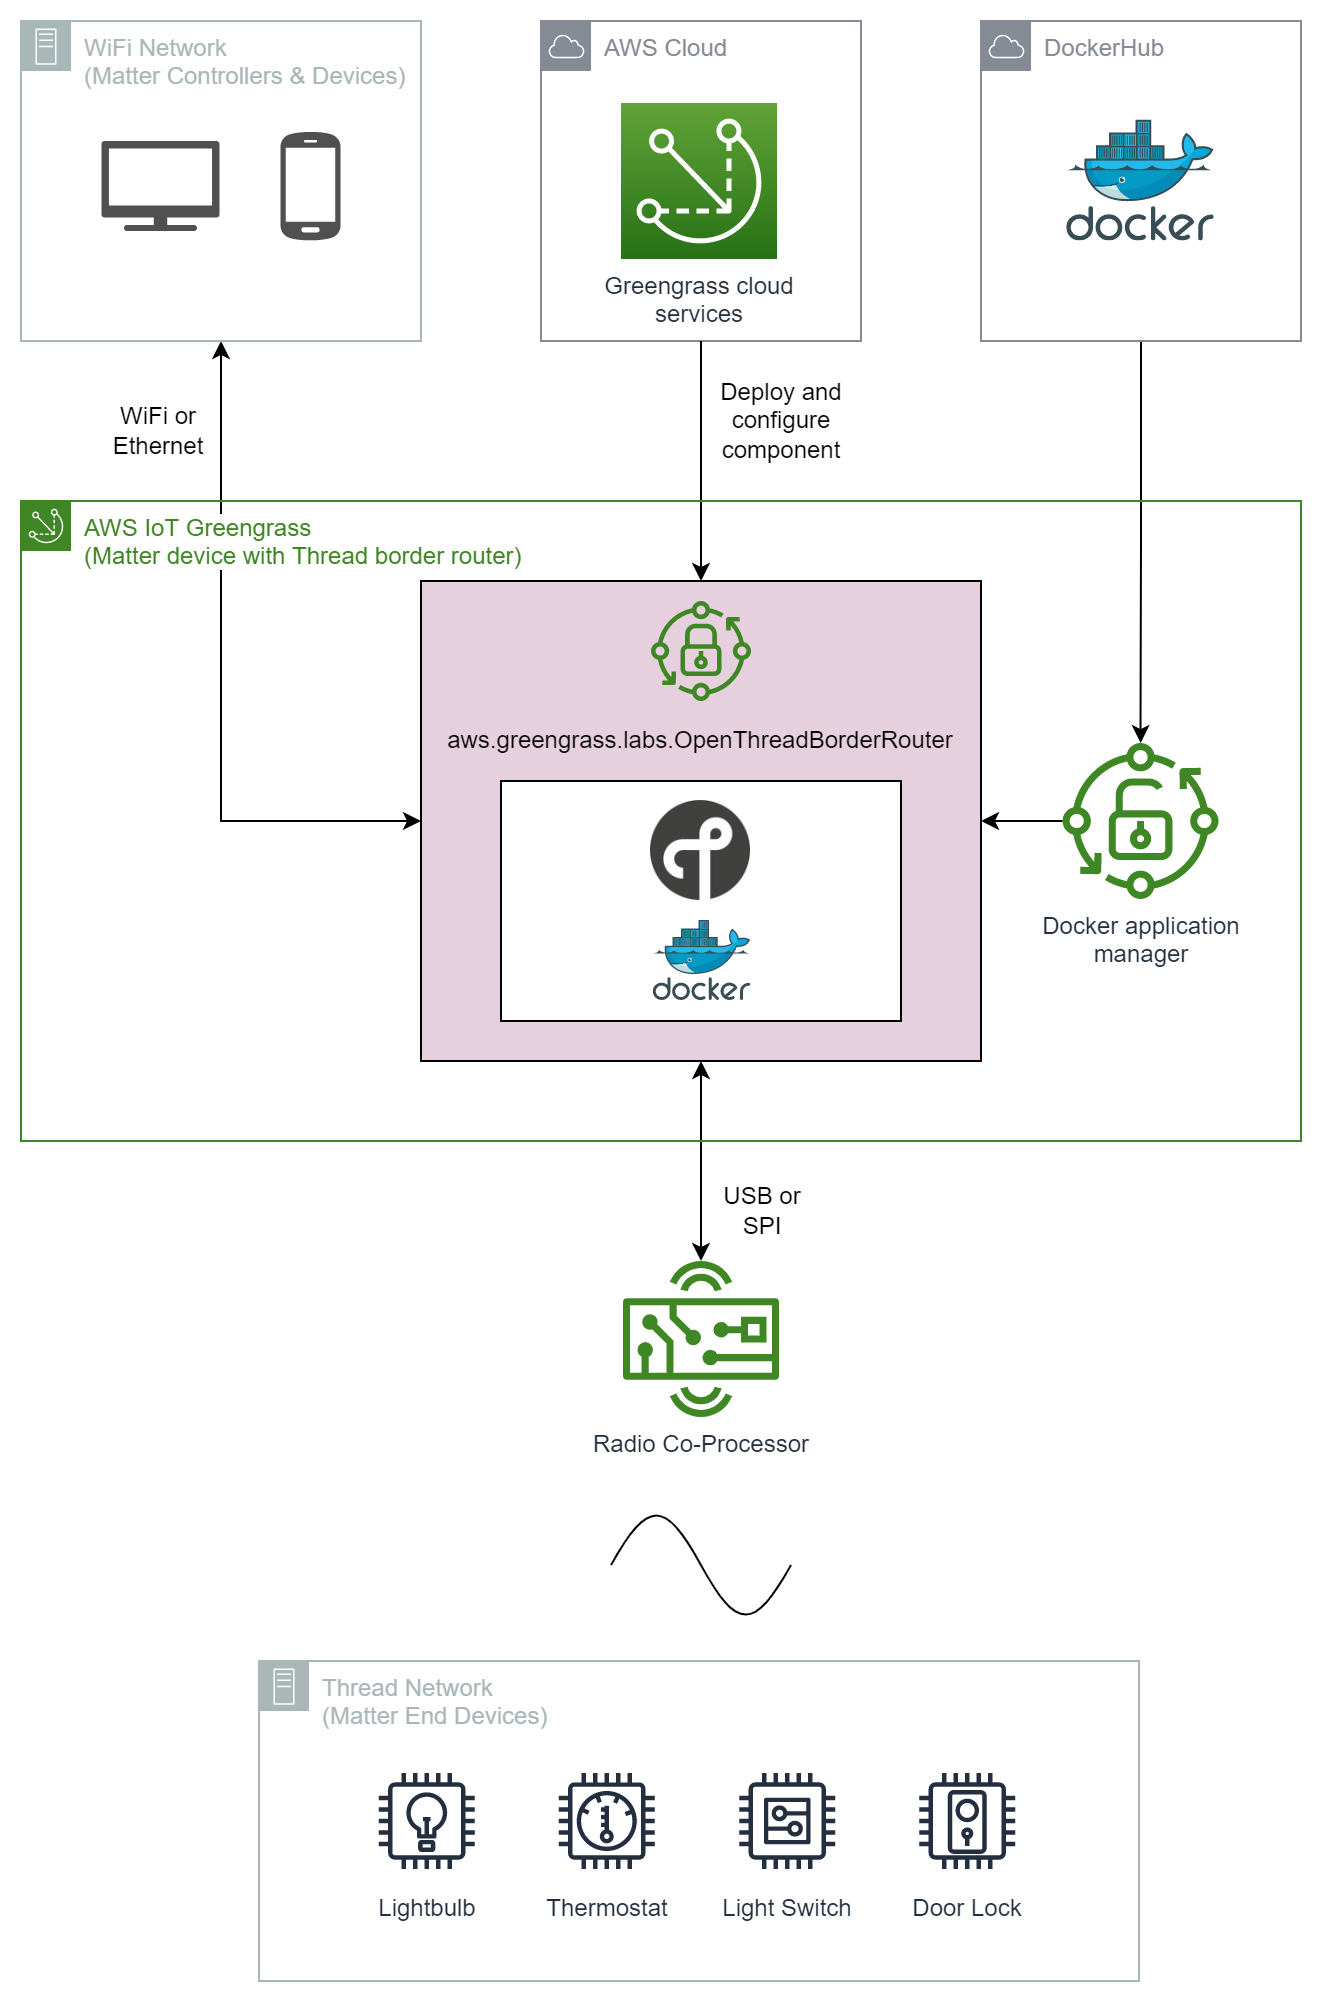 WiFi Network
(Matter Controllers & Devices)
AWS Cloud
Greengrass cloud
services
DockerHub
docker
WiFi or
Ethernet
Deploy and
configure
component
AWS IoT Greengrass
(Matter device with Thread border router)
aws.greengrass.labs.OpenThreadBorderRouter
docker
Docker application
manager
USB or
SPI
Radio Co-Processor
Thread Network
(Matter End Devices)
Lightbulb
Thermostat
Light Switch
Door Lock